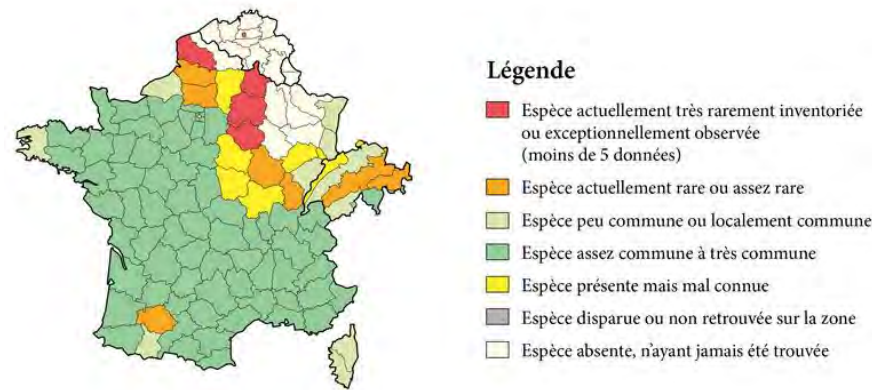 Légende
Espèce actuellement très rarement inventoriée
ou exceptionnellement observée
(moins de 5 données)
Espèce actuellement rare ou assez rare
Espèce peu commune ou localement commune
Espèce assez commune à très commune
Espèce présente mais mal connue
Espèce disparue ou non retrouvée sur la zone
Espèce absente, n'ayant jamais été trouvée